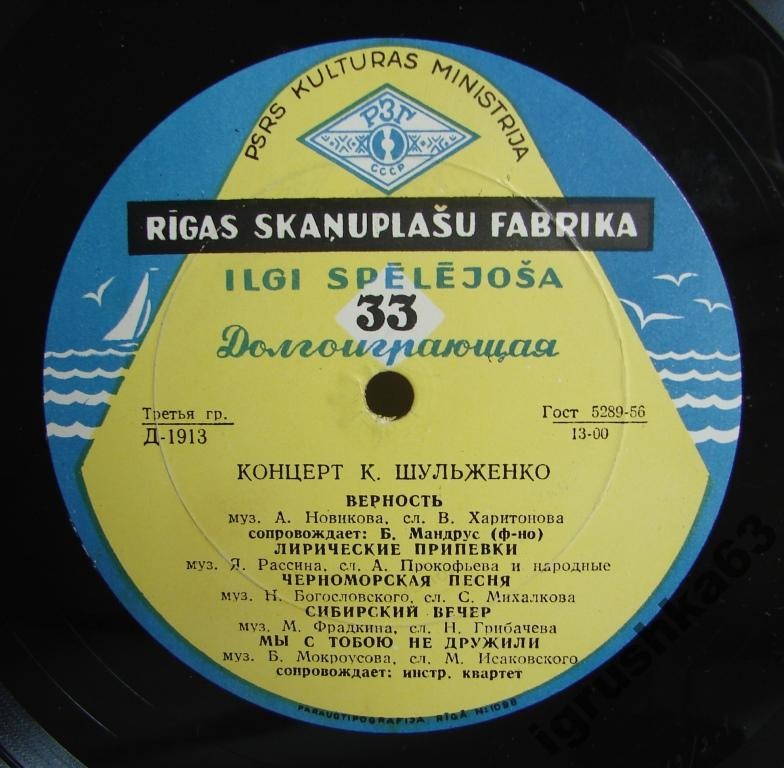 PSRS KULTURAS MINISTRIJA
РЗГ
СССР
RĪGAS SKAŅUPLAŠU FABRIKA
ILGI SPĒLĒJOŠA
33
Долгоиграющая
Третья гр.
Д-1913
Гост 5289-56
13-00
КОНЦЕРТ К. ШУЛЬЖЕНКО
ВЕРНОСТЬ
муз. А. Новикова, сл. В. Харитонова
сопровождает: Б. Мандрус (ф-но)
ЛИРИЧЕСКИЕ ПРИПЕВКИ
муз. Я. Рассина, сл. А. Прокофьева и народные
ЧЕРНОМОРСКАЯ ПЕСНЯ
муз. Н. Богословского, сл. С. Михалкова
СИБИРСКИЙ ВЕЧЕР
муз. М. Фрадкина, сл. Н. Грибачева
МЫ С ТОБОЮ НЕ ДРУЖИЛИ
муз. Б. Мокроусова, сл. М. Исаковского
сопровождает: инстр. квартет
PARAUGTIPOGRAFIJA, RĪGĀ №1098
igrushka63